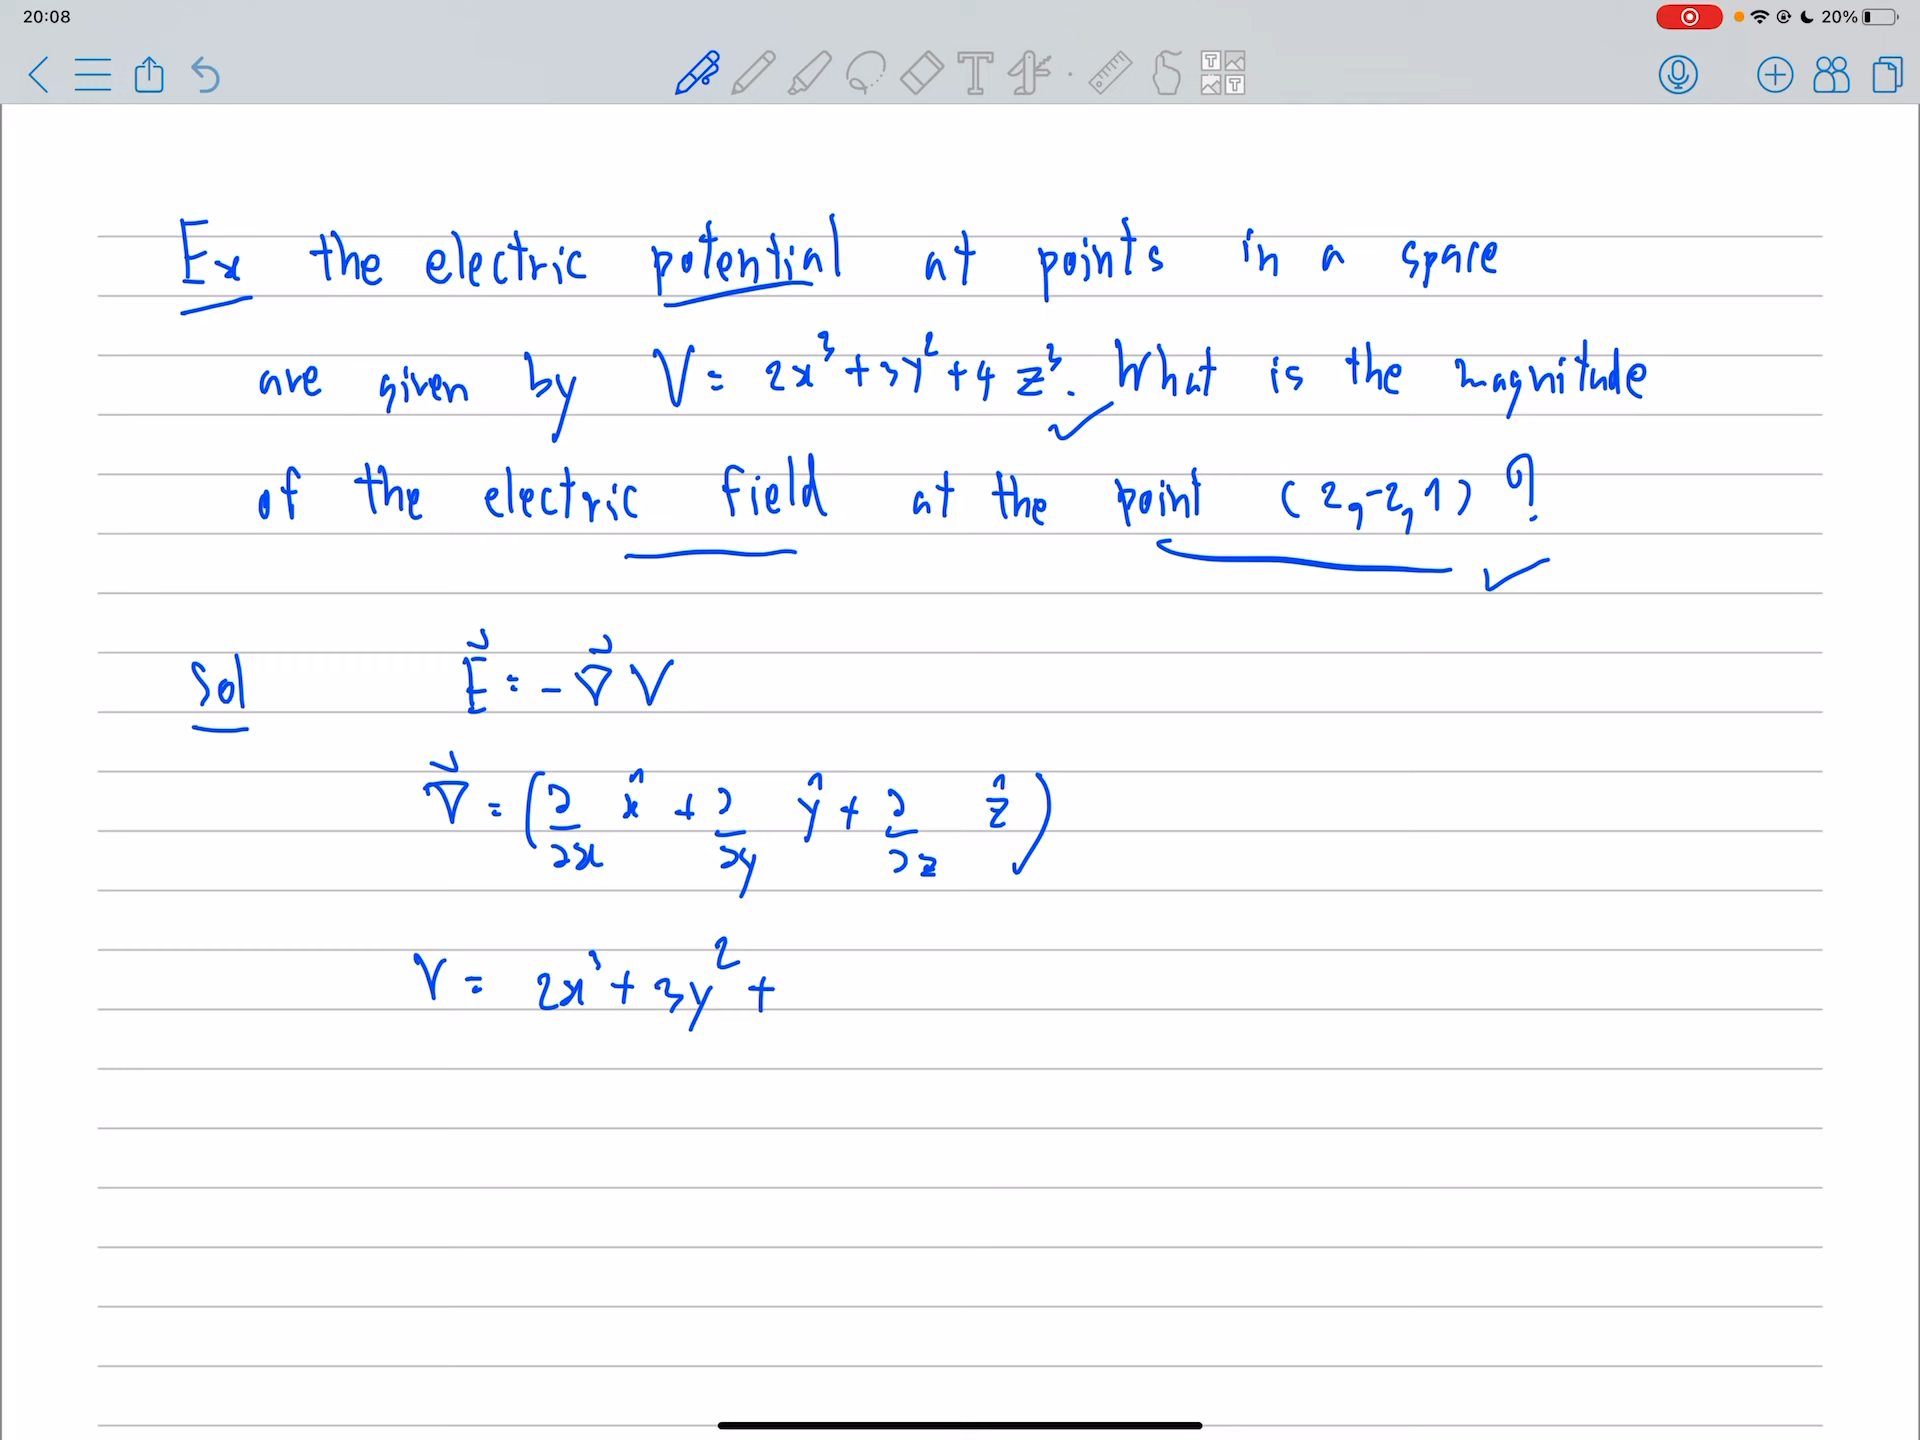 20:08
20%
Ex the electric potential at points in a space
are given by V = 2x³ + 3y² + 4z³. What is the magnitude
of the electric field at the point (2,-2,1)?
Sol E⃗ = -∇⃗V
∇⃗ = (∂/∂x x̂ + ∂/∂y ŷ + ∂/∂z ẑ)
V = 2x³ + 3y² +